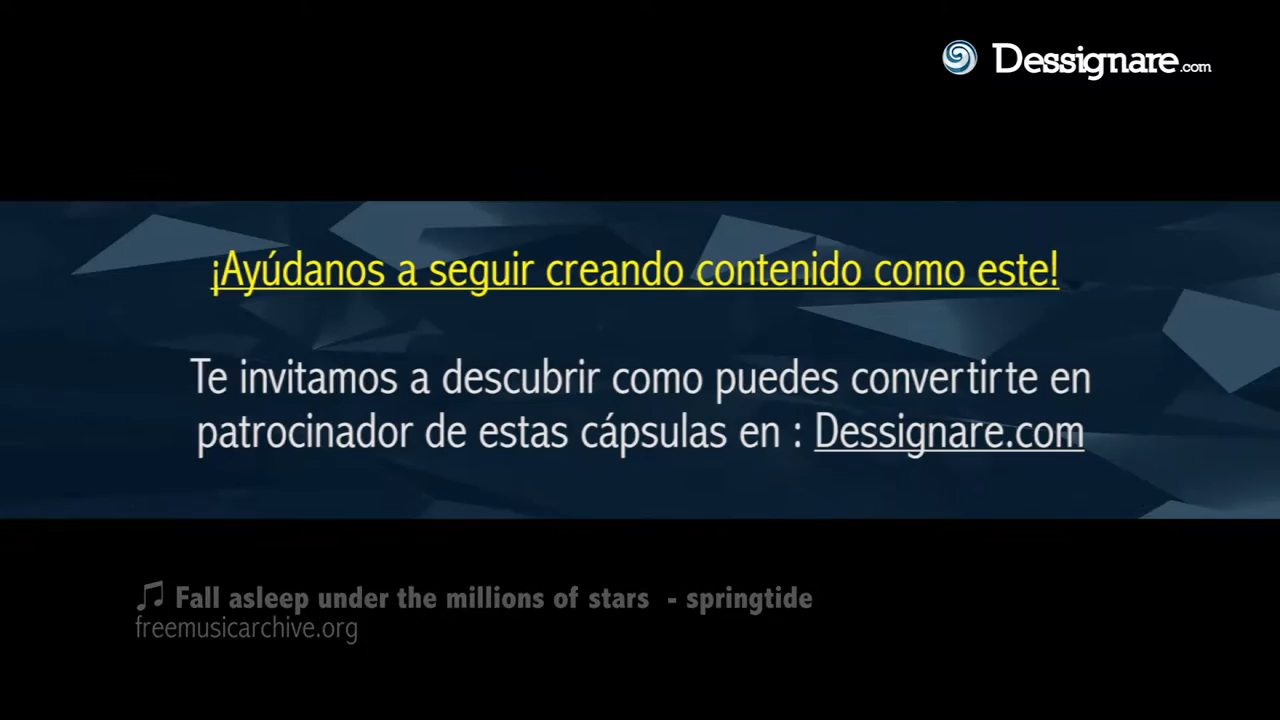 Dessignare.com
¡Ayúdanos a seguir creando contenido como este!
Te invitamos a descubrir como puedes convertirte en
patrocinador de estas cápsulas en : Dessignare.com
Fall asleep under the millions of stars - springtide
freemusicarchive.org